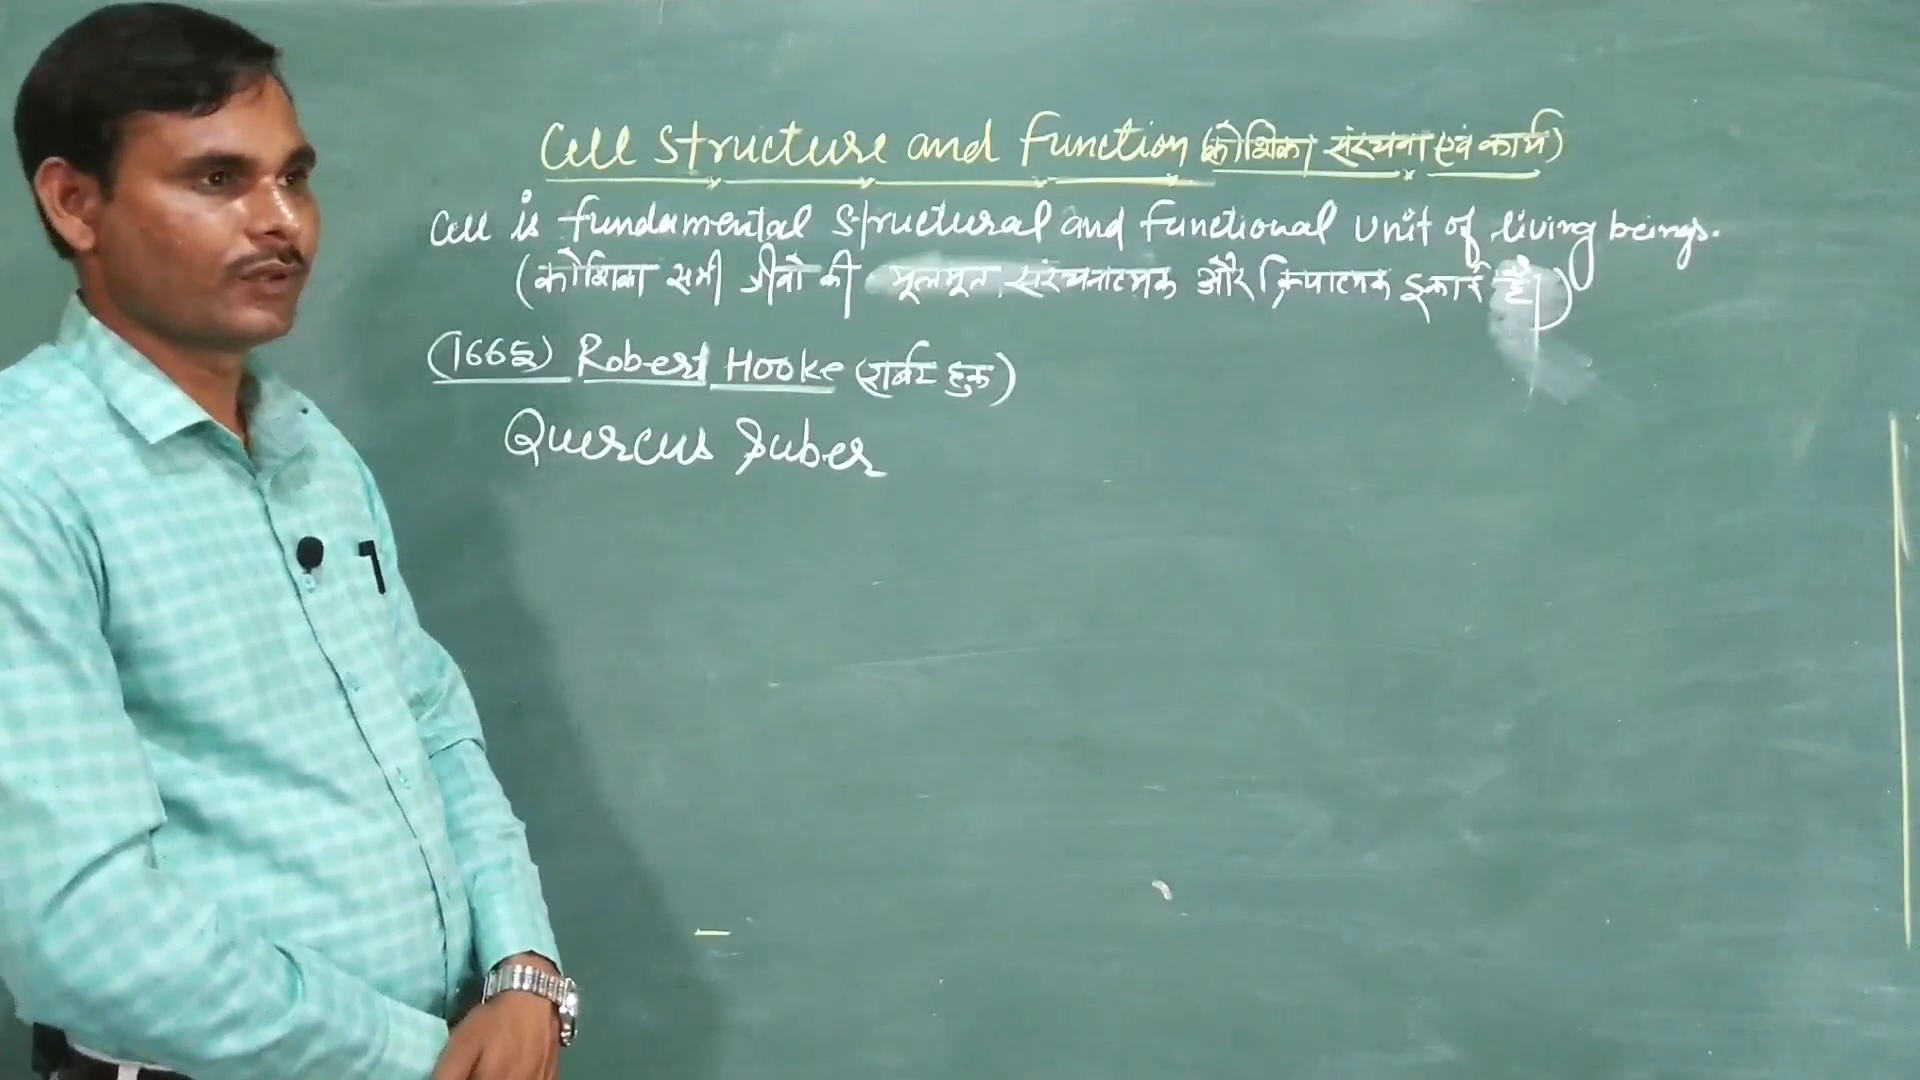 Cell Structure and Function (कोशिका संरचना एवं कार्य)
Cell is fundamental Structural and functional Unit of living beings.
(कोशिका सभी जीवों की मूलभूत, संरचनात्मक और क्रियात्मक इकाई है।)
(1665) Robert Hooke (रार्बट हुक)
Quercus Suber